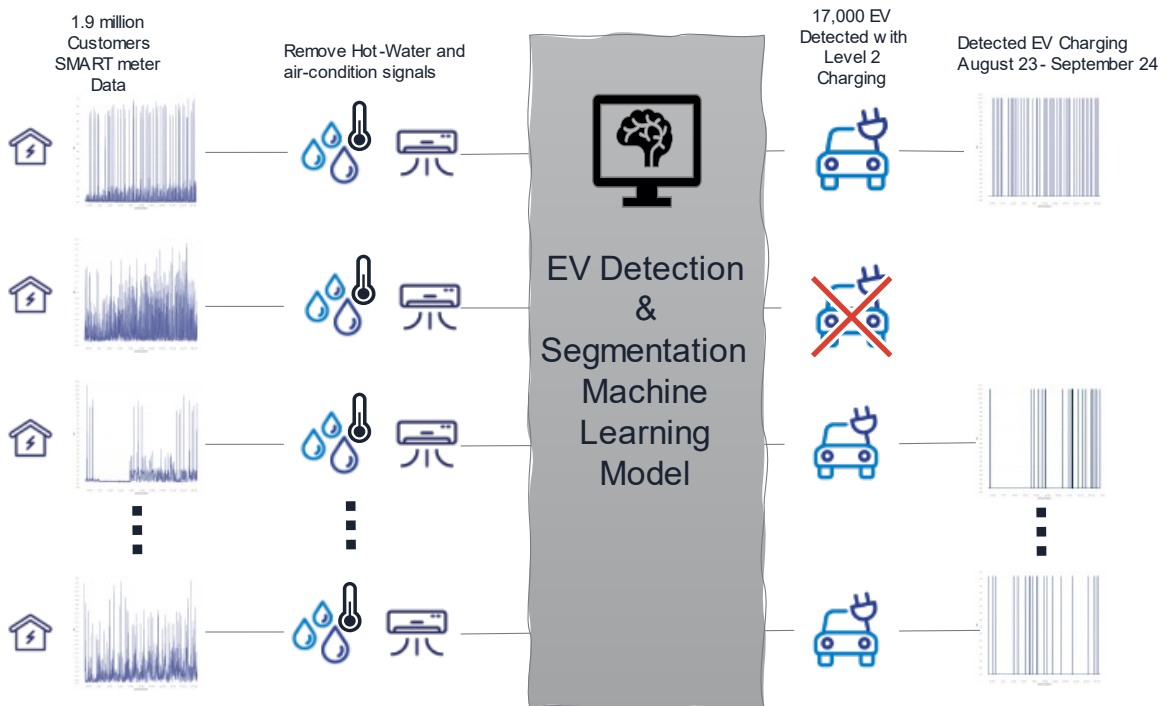 1.9 million
Customers
SMART meter
Data
Remove Hot-Water and
air-condition signals
17,000 EV
Detected with
Level 2
Charging
Detected EV Charging
August 23 - September 24
EV Detection
&
Segmentation
Machine
Learning
Model